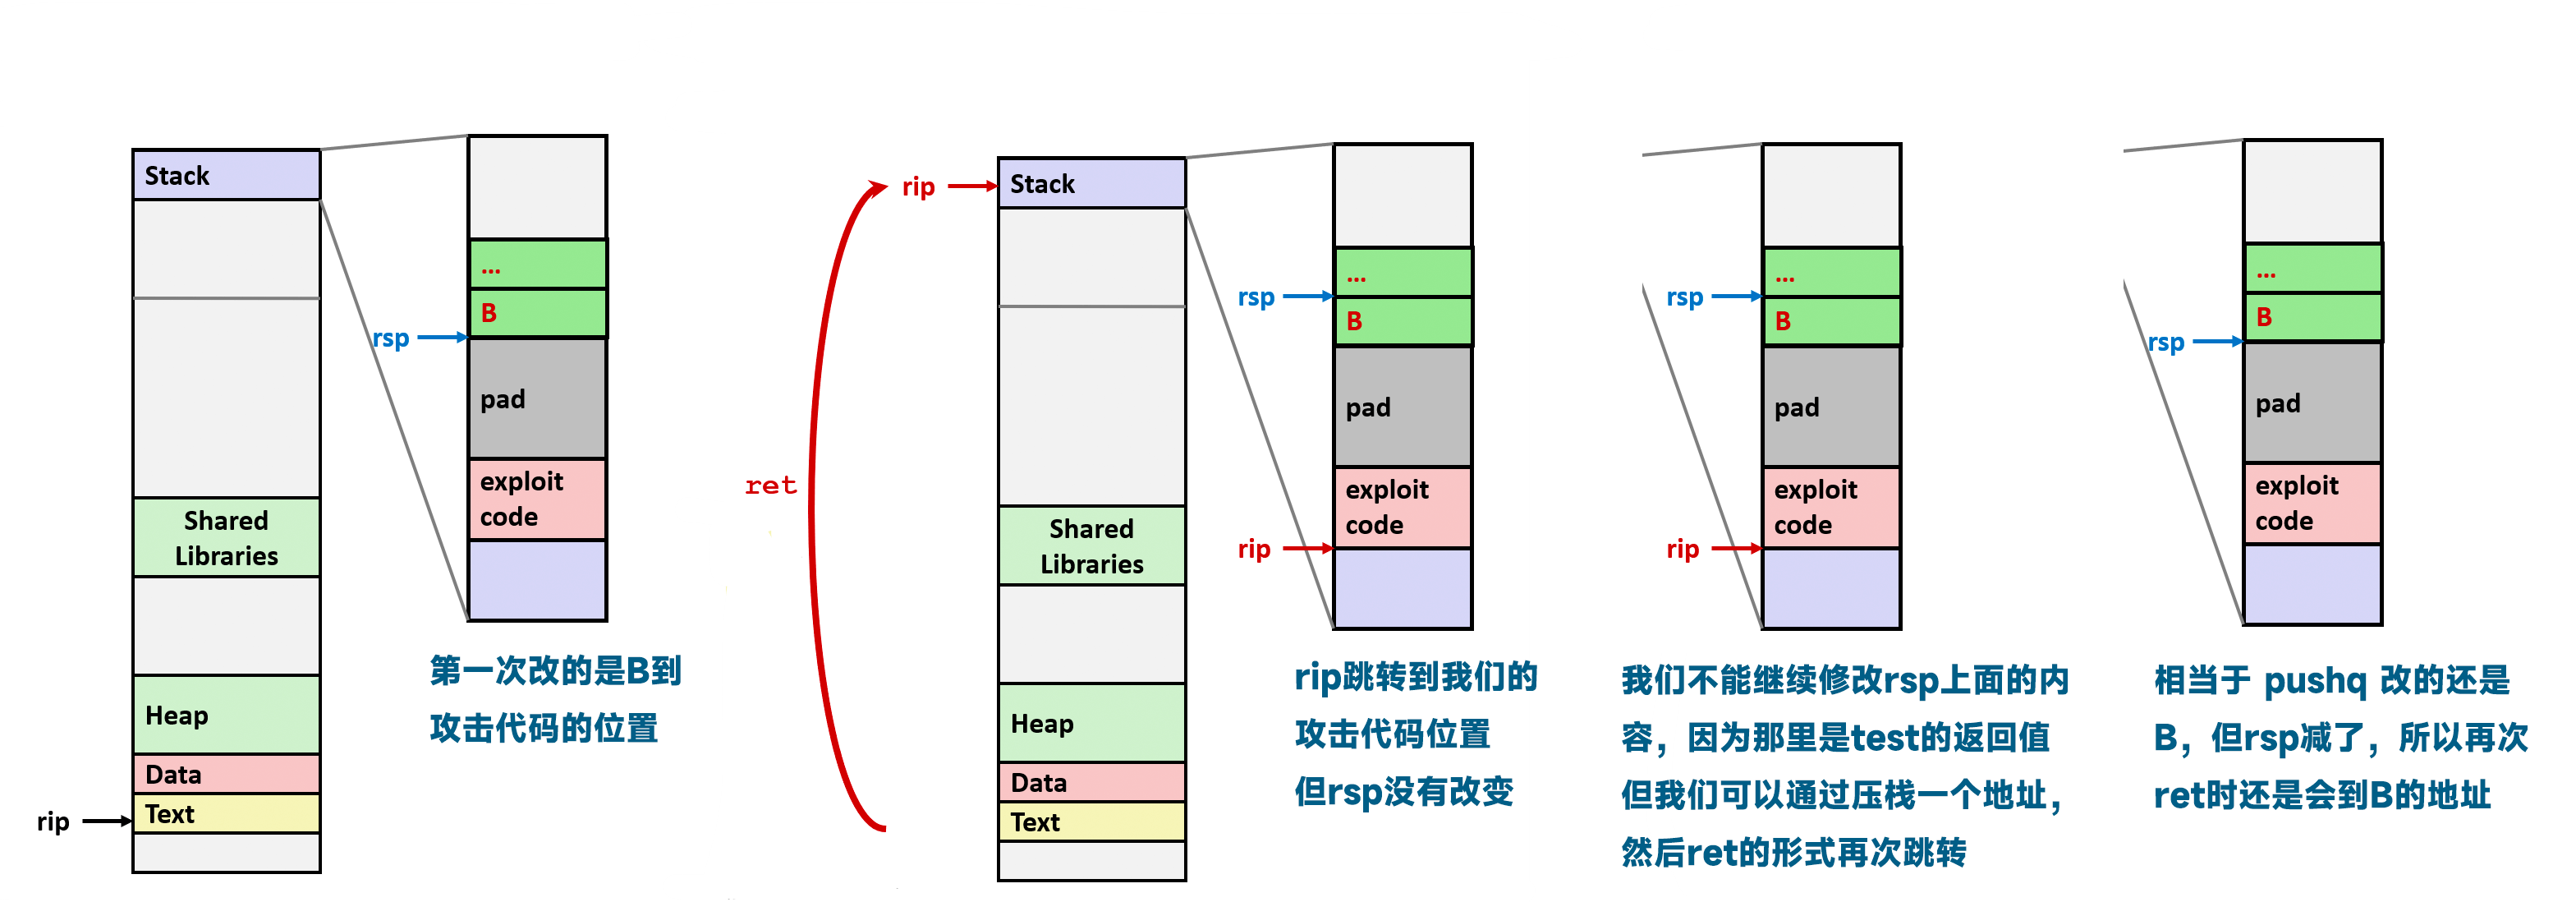 Stack
...
B
rsp
pad
exploit
code
Shared
Libraries
Heap
Data
Text
rip
第一次改的是B到
攻击代码的位置
ret
rip
Stack
...
rsp
B
pad
exploit
code
rip
Shared
Libraries
Heap
Data
Text
rip跳转到我们的
攻击代码位置
但rsp没有改变
...
rsp
B
pad
exploit
code
rip
我们不能继续修改rsp上面的内
容，因为那里是test的返回值
但我们可以通过压栈一个地址，
然后ret的形式再次跳转
...
B
rsp
pad
exploit
code
相当于 pushq 改的还是
B，但rsp减了，所以再次
ret时还是会到B的地址